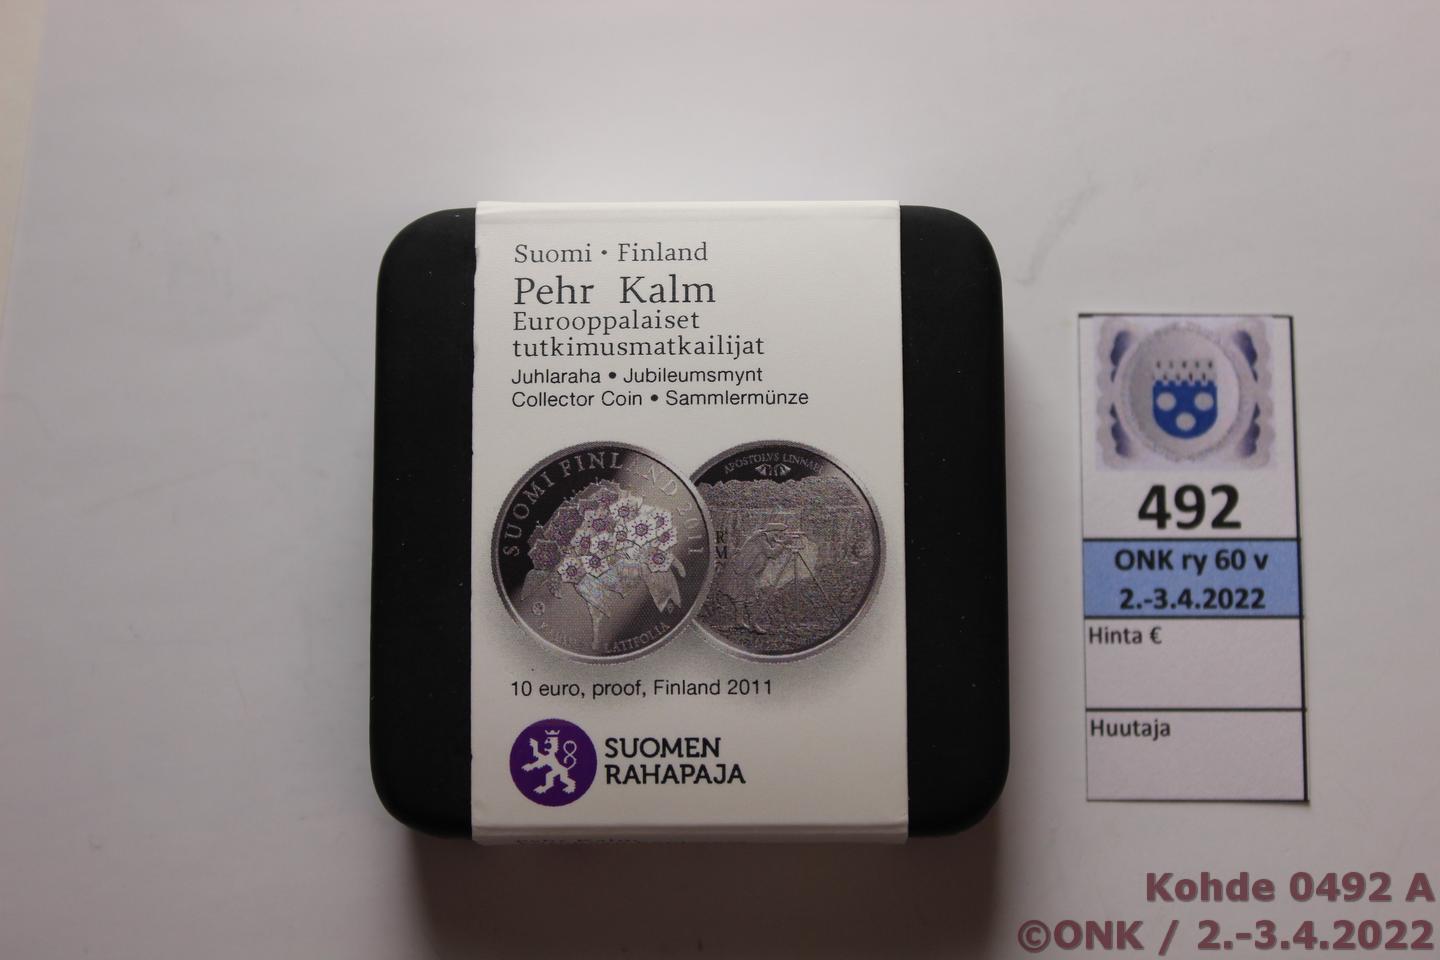 Suomi • Finland
Pehr Kalm
Eurooppalaiset
tutkimusmatkailijat
Juhlaraha • Jubileumsmynt
Collector Coin • Sammlermünze
SUOMI FINLAND 2011
LATIFOLIA
APOSTOLVS LINNAEI
10 euro, proof, Finland 2011
SUOMEN
RAHAPAJA
492
ONK ry 60 v
2.-3.4.2022
Hinta €
Huutaja
Kohde 0492 A
©ONK / 2.-3.4.2022